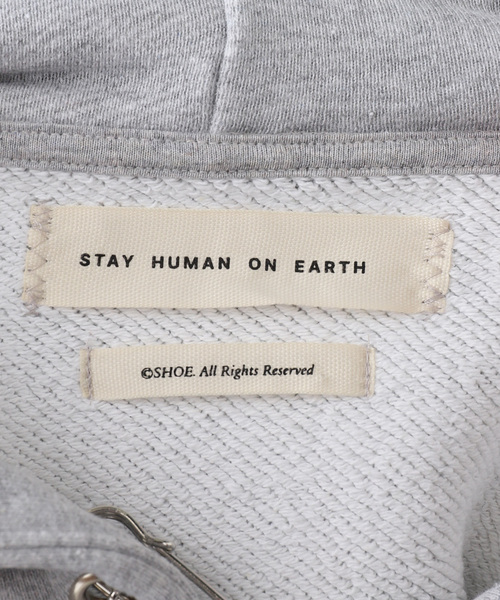 STAY HUMAN ON EARTH
©SHOE. All Rights Reserved